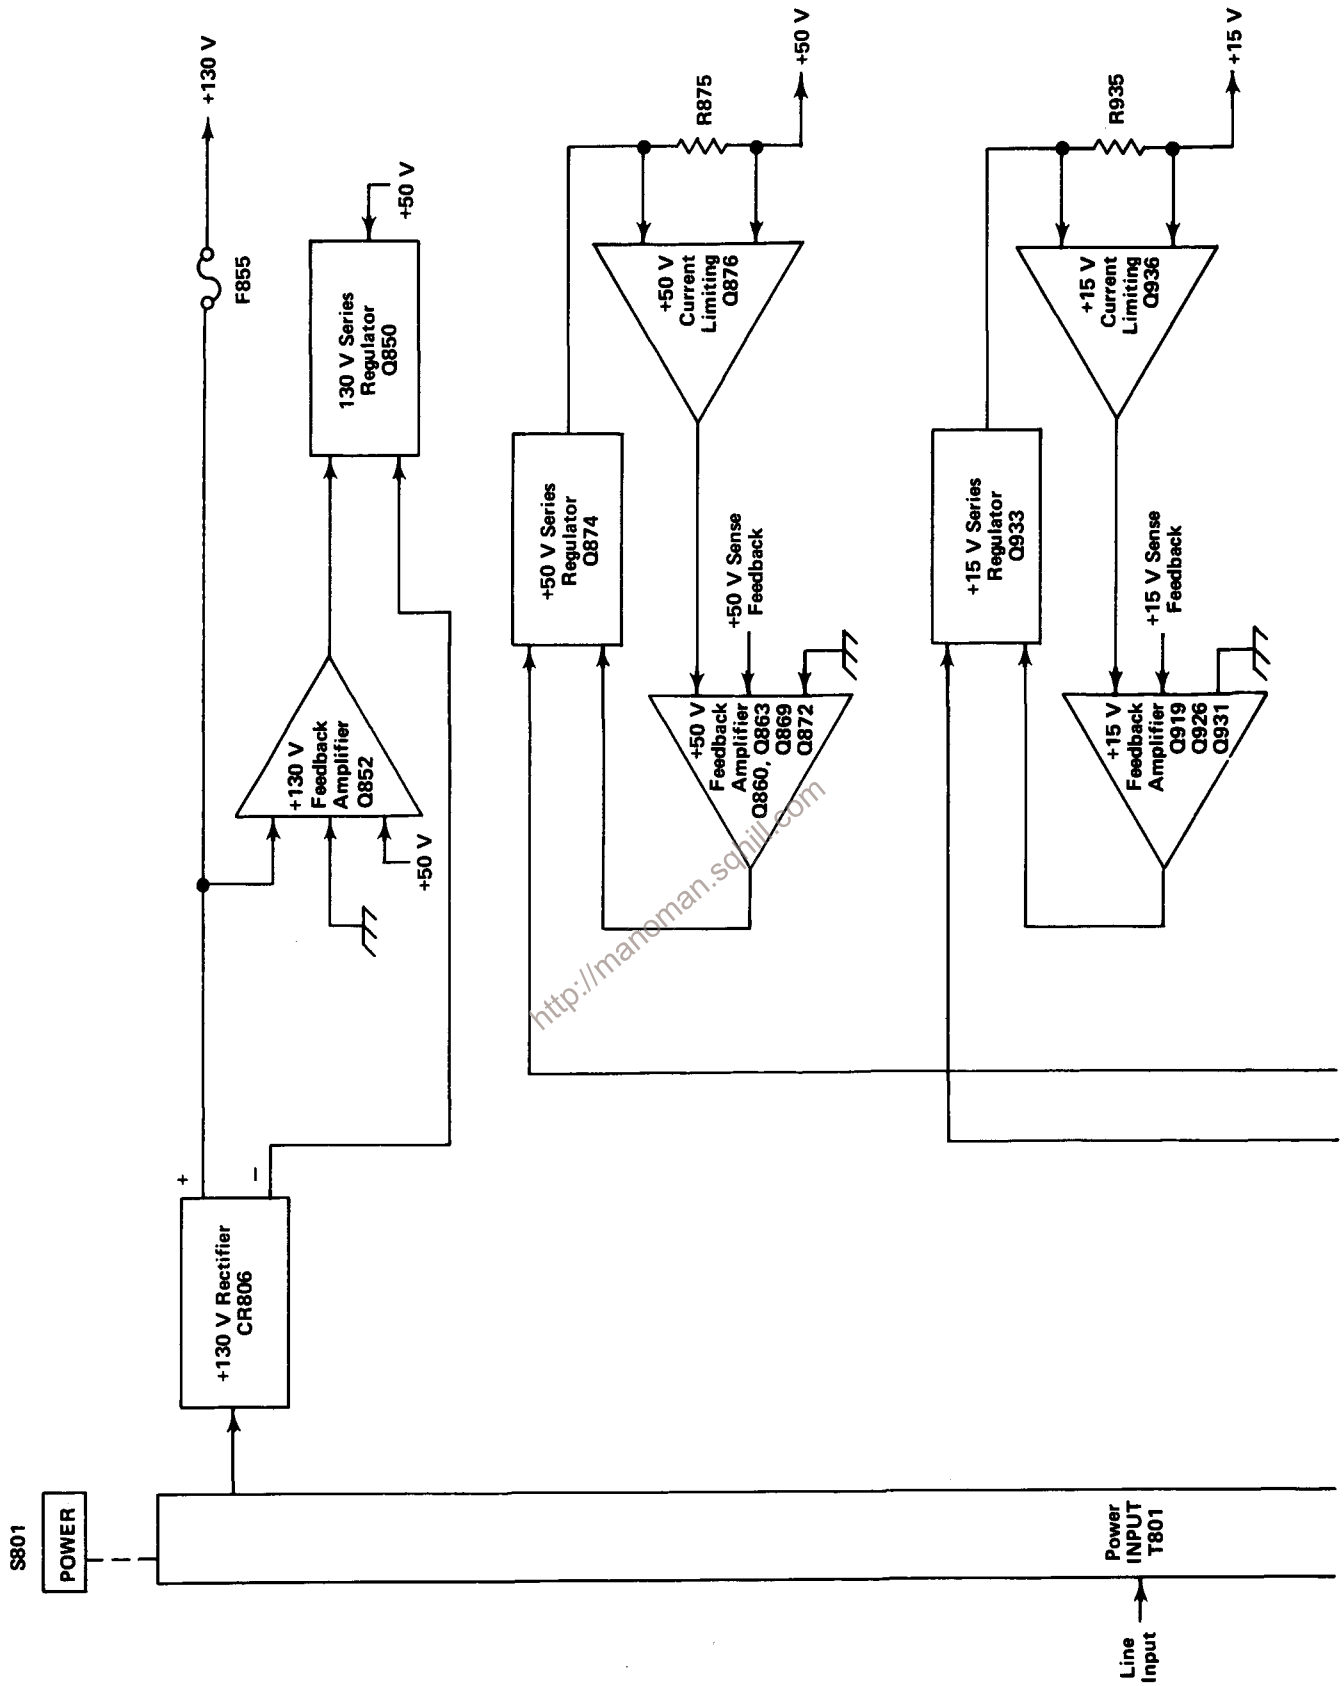 S801
POWER
Line
Input
Power
INPUT
T801
+130 V Rectifier
CR806
+
−
+130 V
Feedback
Amplifier
Q852
+50 V
130 V Series
Regulator
Q850
+50 V
F855
+130 V
+50 V Series
Regulator
Q874
+50 V
Feedback
Amplifier
Q860, Q863
Q869
Q872
+50 V Sense
Feedback
+50 V
Current
Limiting
Q876
R875
+50 V
+15 V Series
Regulator
Q933
+15 V
Feedback
Amplifier
Q919
Q926
Q931
+15 V Sense
Feedback
+15 V
Current
Limiting
Q936
R935
+15 V
http://manoman.sqhill.com